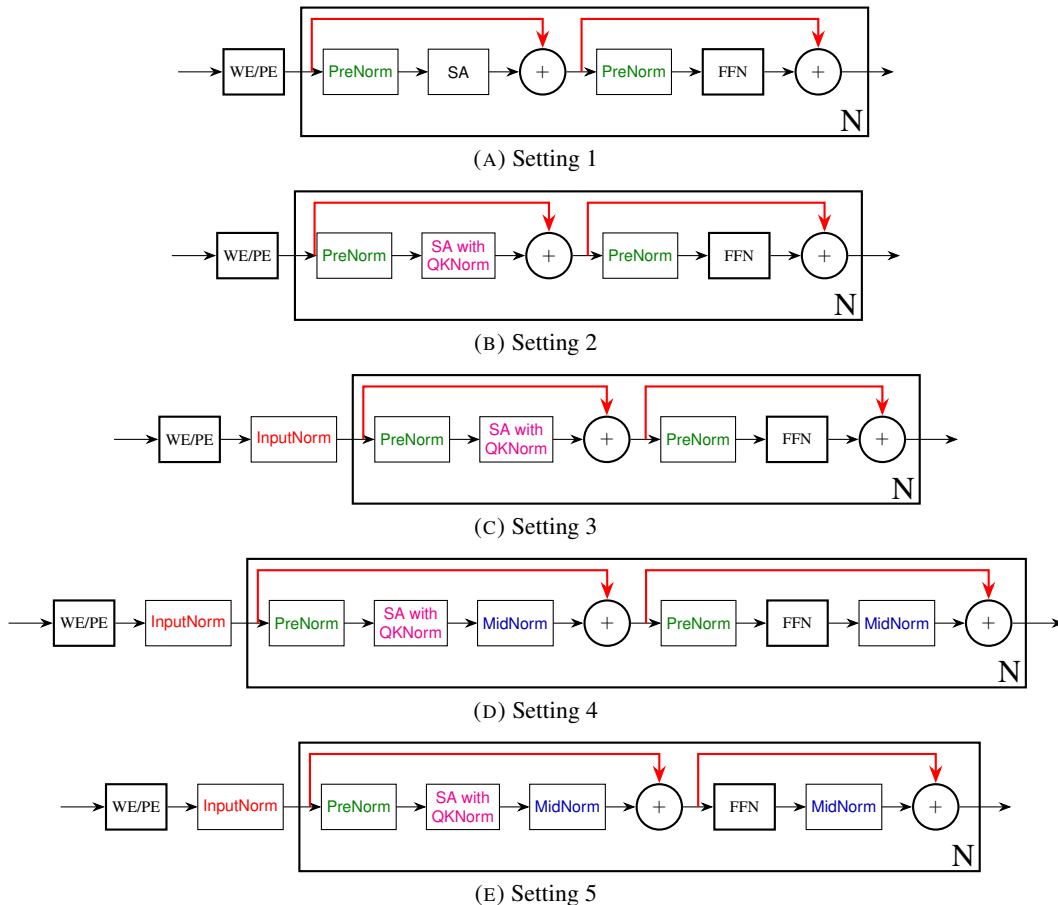 WE/PE PreNorm SA + PreNorm FFN +
N
(A) Setting 1
WE/PE PreNorm SA with QKNorm + PreNorm FFN +
N
(B) Setting 2
WE/PE InputNorm PreNorm SA with QKNorm + PreNorm FFN +
N
(C) Setting 3
WE/PE InputNorm PreNorm SA with QKNorm MidNorm + PreNorm FFN MidNorm +
N
(D) Setting 4
WE/PE InputNorm PreNorm SA with QKNorm MidNorm + FFN MidNorm +
N
(E) Setting 5